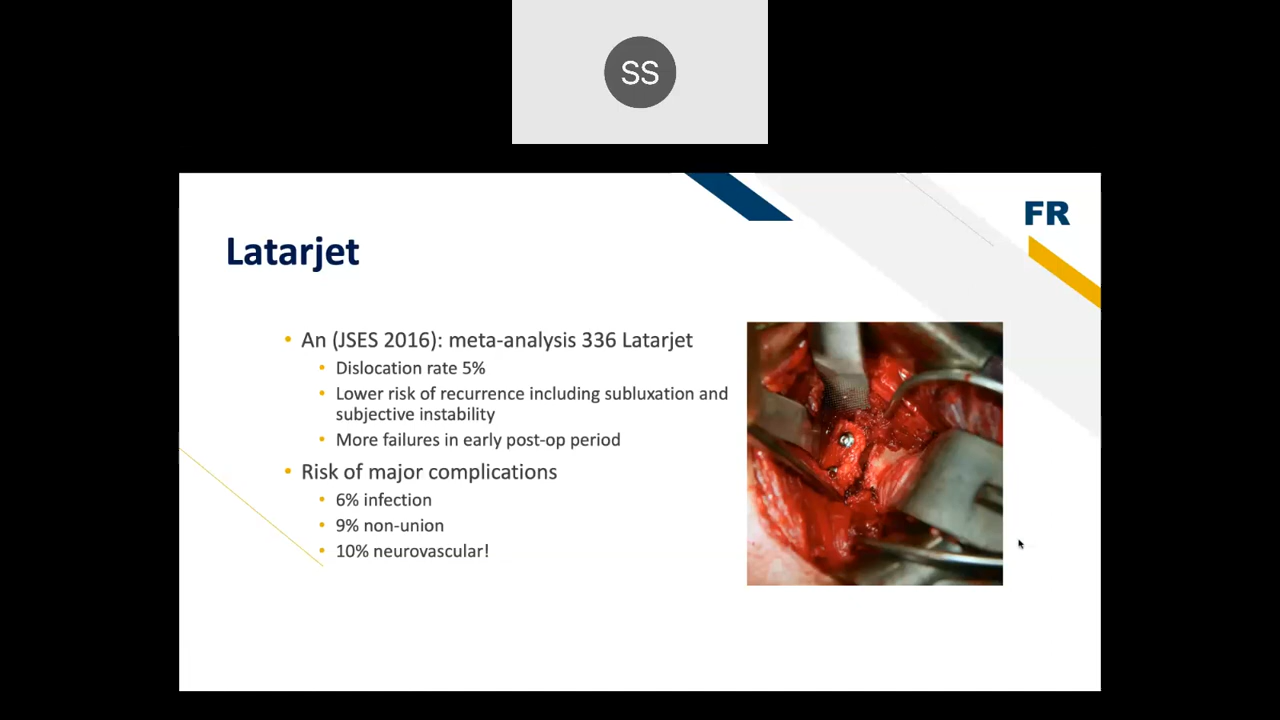 SS
FR
Latarjet
• An (JSES 2016): meta-analysis 336 Latarjet
• Dislocation rate 5%
• Lower risk of recurrence including subluxation and
subjective instability
• More failures in early post-op period
• Risk of major complications
• 6% infection
• 9% non-union
• 10% neurovascular!